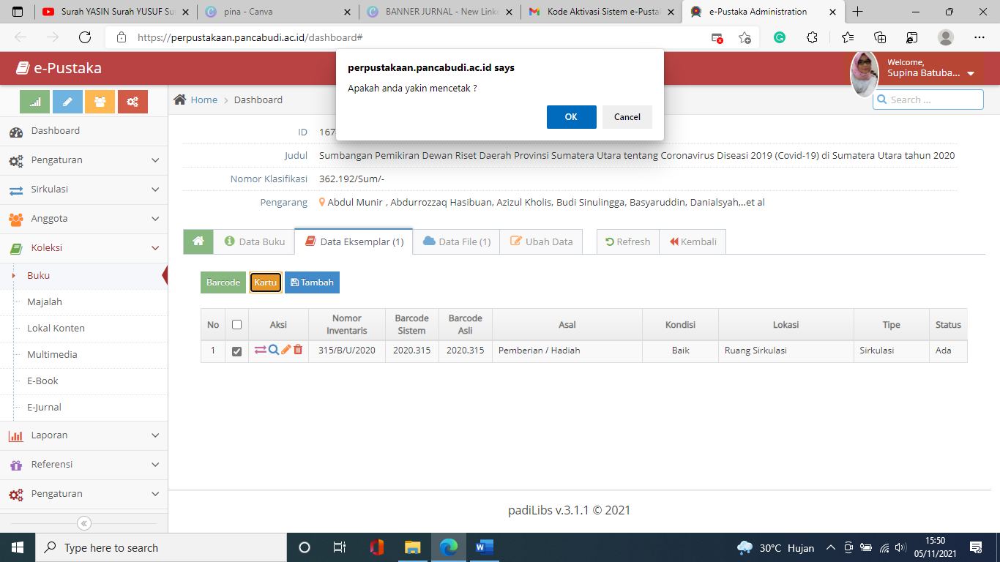 Surah YASIN Surah YUSUF Su
pina - Canva
BANNER JURNAL - New Linke
Kode Aktivasi Sistem e-Pustak
e-Pustaka Administration
https://perpustakaan.pancabudi.ac.id/dashboard#
e-Pustaka
Welcome,
Supina Batuba...
perpustakaan.pancabudi.ac.id says
Apakah anda yakin mencetak ?
OK
Cancel
Home > Dashboard
Search ...
Dashboard
Pengaturan
Sirkulasi
Anggota
Koleksi
Buku
Majalah
Lokal Konten
Multimedia
E-Book
E-Jurnal
Laporan
Referensi
Pengaturan
ID 167
Judul Sumbangan Pemikiran Dewan Riset Daerah Provinsi Sumatera Utara tentang Coronavirus Diseasi 2019 (Covid-19) di Sumatera Utara tahun 2020
Nomor Klasifikasi 362.192/Sum/-
Pengarang Abdul Munir , Abdurrozzaq Hasibuan, Azizul Kholis, Budi Sinulingga, Basyaruddin, Danialsyah,..et al
Data Buku Data Eksemplar (1) Data File (1) Ubah Data Refresh Kembali
Barcode Kartu Tambah
No Aksi Nomor Inventaris Barcode Sistem Barcode Asli Asal Kondisi Lokasi Tipe Status
1 315/B/U/2020 2020.315 2020.315 Pemberian / Hadiah Baik Ruang Sirkulasi Sirkulasi Ada
padiLibs v.3.1.1 © 2021
Type here to search
30°C Hujan
15:50
05/11/2021